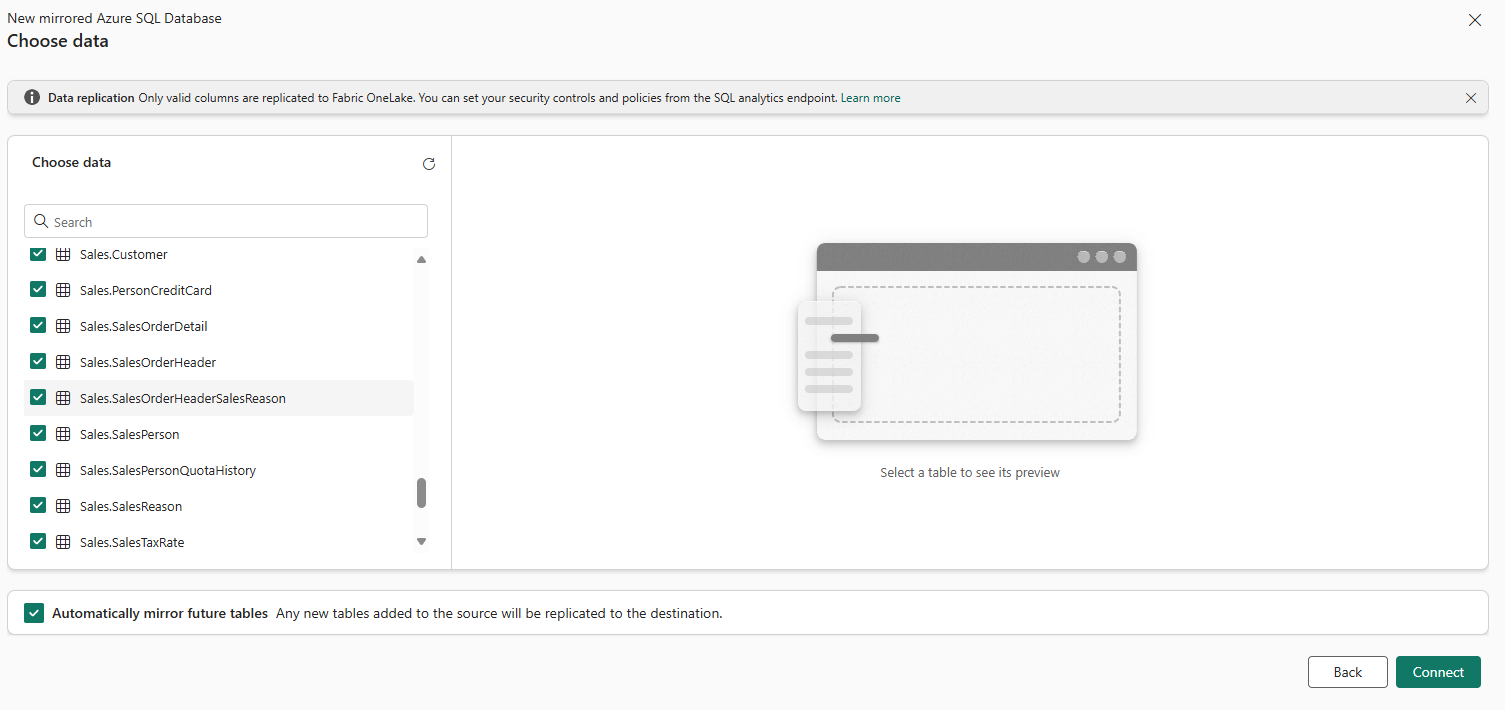 New mirrored Azure SQL Database
Choose data
Data replication Only valid columns are replicated to Fabric OneLake. You can set your security controls and policies from the SQL analytics endpoint. Learn more
Choose data
Search
Sales.Customer
Sales.PersonCreditCard
Sales.SalesOrderDetail
Sales.SalesOrderHeader
Sales.SalesOrderHeaderSalesReason
Sales.SalesPerson
Sales.SalesPersonQuotaHistory
Sales.SalesReason
Sales.SalesTaxRate
Select a table to see its preview
Automatically mirror future tables Any new tables added to the source will be replicated to the destination.
Back
Connect